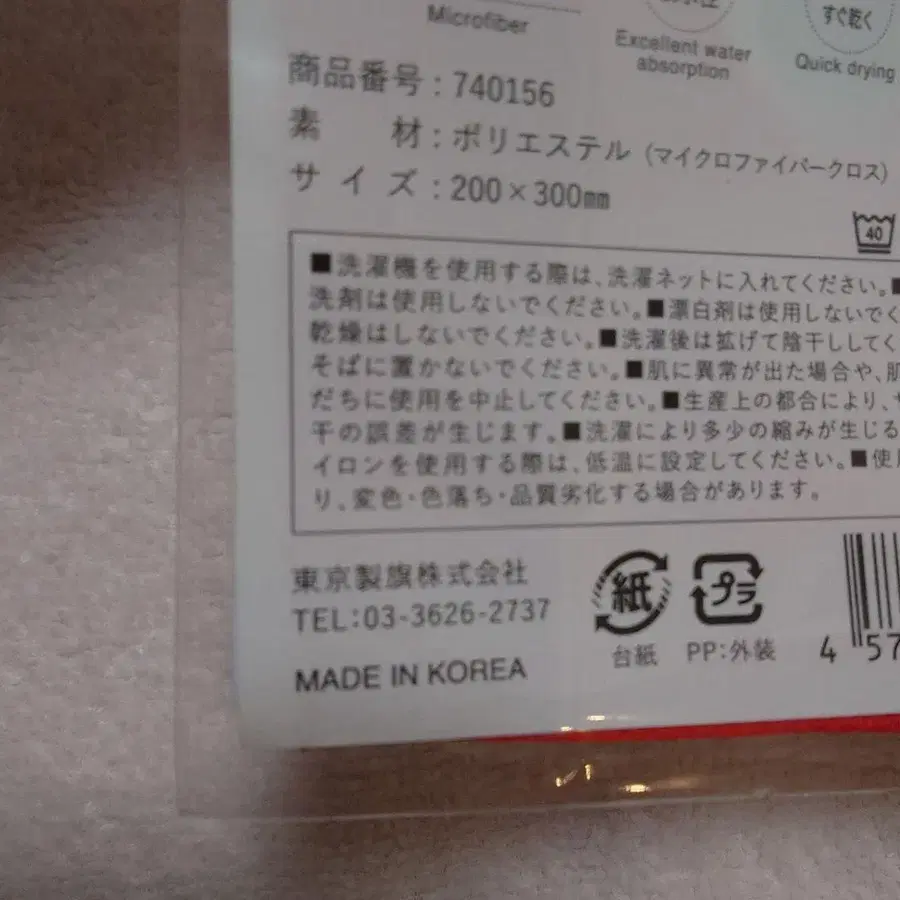 Microfiber
Excellent water
absorption
すぐ乾く
Quick drying
商品番号：740156
素　材：ポリエステル（マイクロファイバークロス）
サイズ：200×300㎜
40
■洗濯機を使用する際は、洗濯ネットに入れてください。■
洗剤は使用しないでください。■漂白剤は使用しないでく
乾燥はしないでください。■洗濯後は拡げて陰干ししてく
そばに置かないでください。■肌に異常が出た場合や、肌
だちに使用を中止してください。■生産上の都合により、サ
干の誤差が生じます。■洗濯により多少の縮みが生じる
イロンを使用する際は、低温に設定してください。■使用
り、変色・色落ち・品質劣化する場合があります。
東京製旗株式会社
TEL：03-3626-2737
MADE IN KOREA
紙
台紙
プラ
PP：外装
4 57